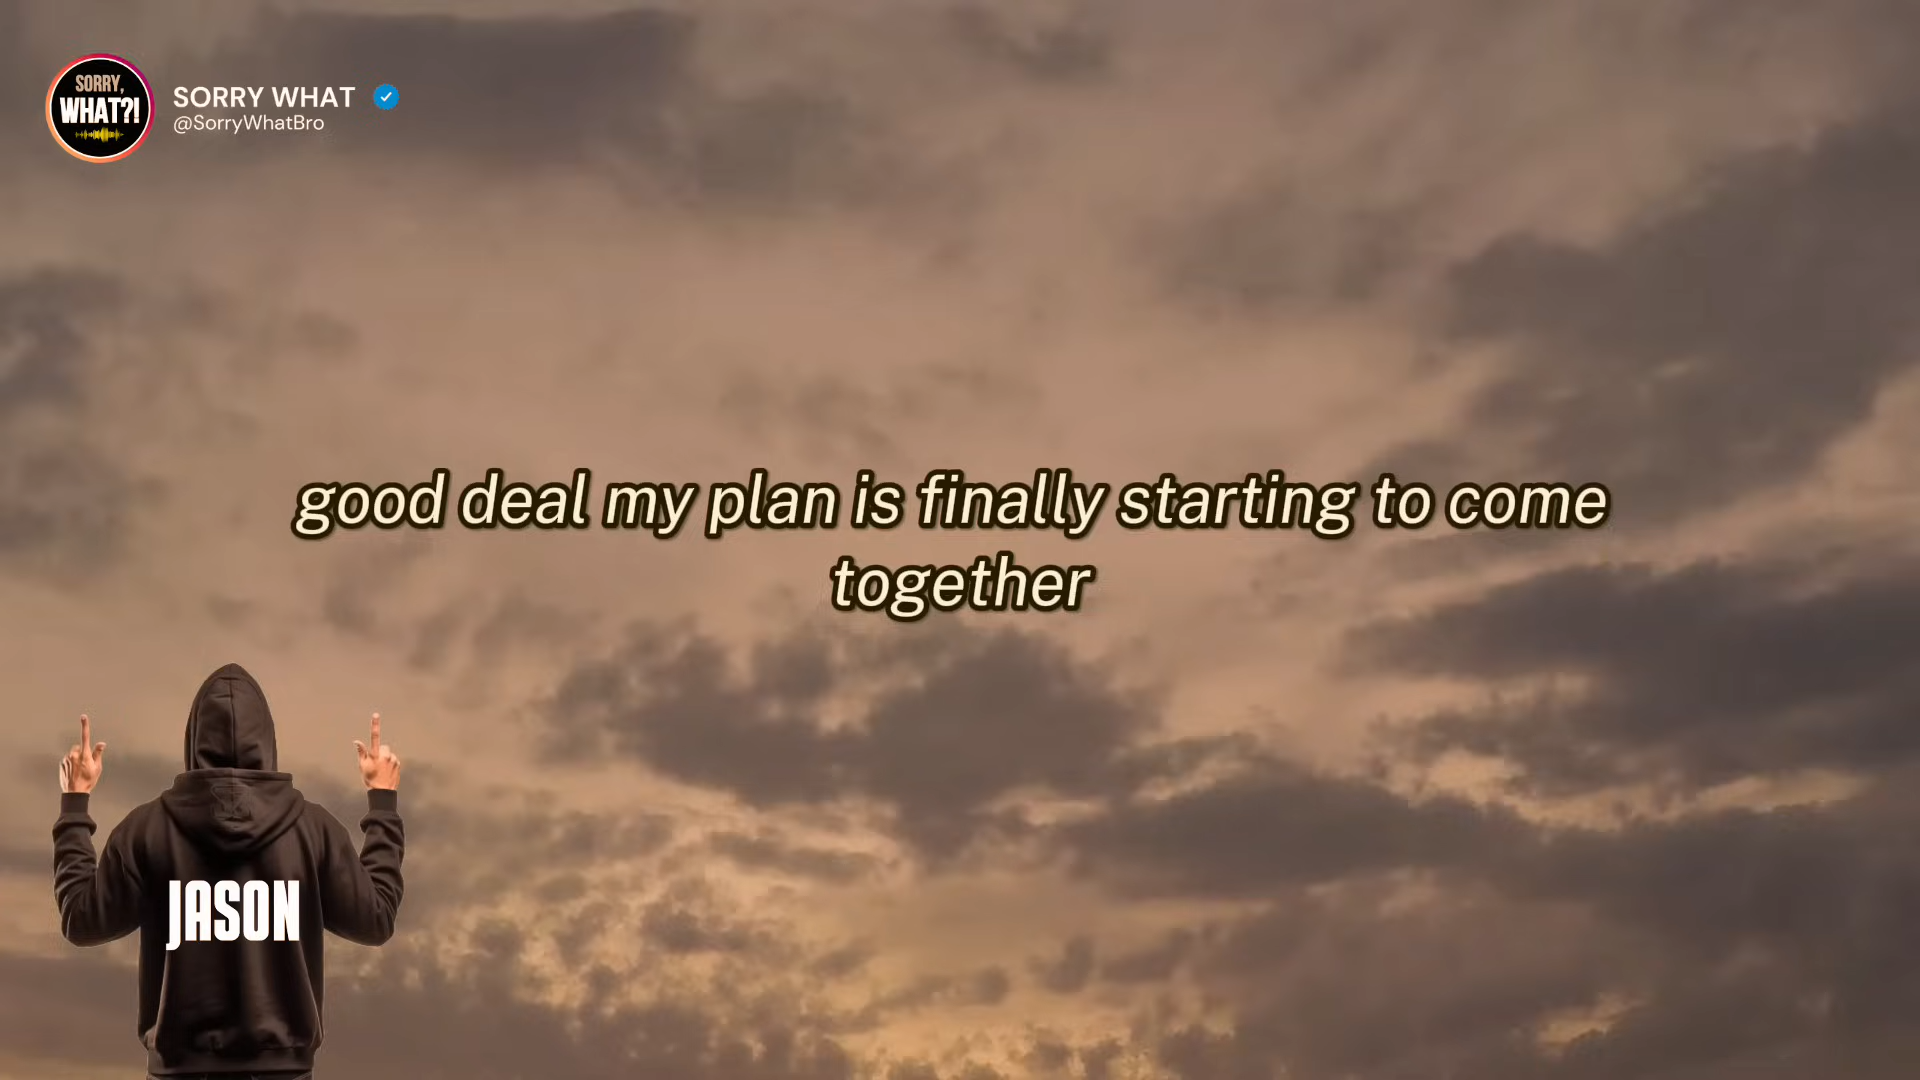 SORRY,
WHAT?!
SORRY WHAT
@SorryWhatBro
good deal my plan is finally starting to come
together
JASON